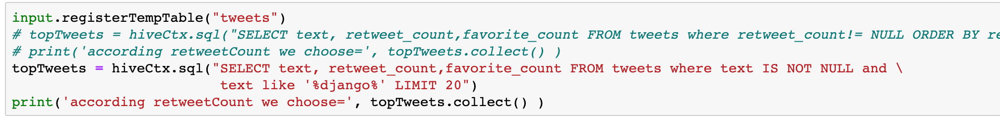 input.registerTempTable("tweets")
# topTweets = hiveCtx.sql("SELECT text, retweet_count,favorite_count FROM tweets where retweet_count!= NULL ORDER BY re
# print('according retweetCount we choose=', topTweets.collect() )
topTweets = hiveCtx.sql("SELECT text, retweet_count,favorite_count FROM tweets where text IS NOT NULL and \
                         text like '%django%' LIMIT 20")
print('according retweetCount we choose=', topTweets.collect() )